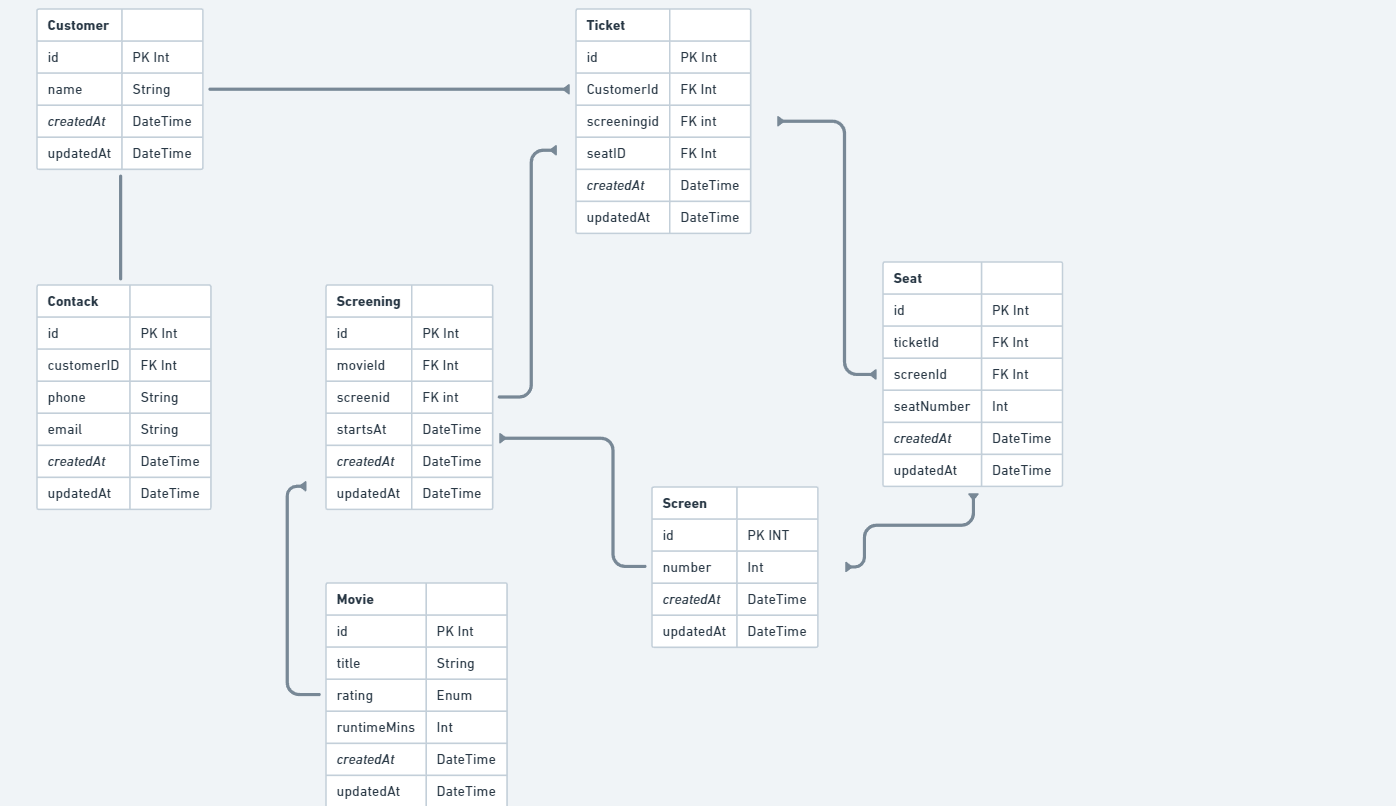 Customer
id PK Int
name String
createdAt DateTime
updatedAt DateTime
Ticket
id PK Int
CustomerId FK Int
screeningid FK int
seatID FK Int
createdAt DateTime
updatedAt DateTime
Contack
id PK Int
customerID FK Int
phone String
email String
createdAt DateTime
updatedAt DateTime
Screening
id PK Int
movieId FK Int
screenid FK int
startsAt DateTime
createdAt DateTime
updatedAt DateTime
Seat
id PK Int
ticketId FK Int
screenId FK Int
seatNumber Int
createdAt DateTime
updatedAt DateTime
Screen
id PK INT
number Int
createdAt DateTime
updatedAt DateTime
Movie
id PK Int
title String
rating Enum
runtimeMins Int
createdAt DateTime
updatedAt DateTime